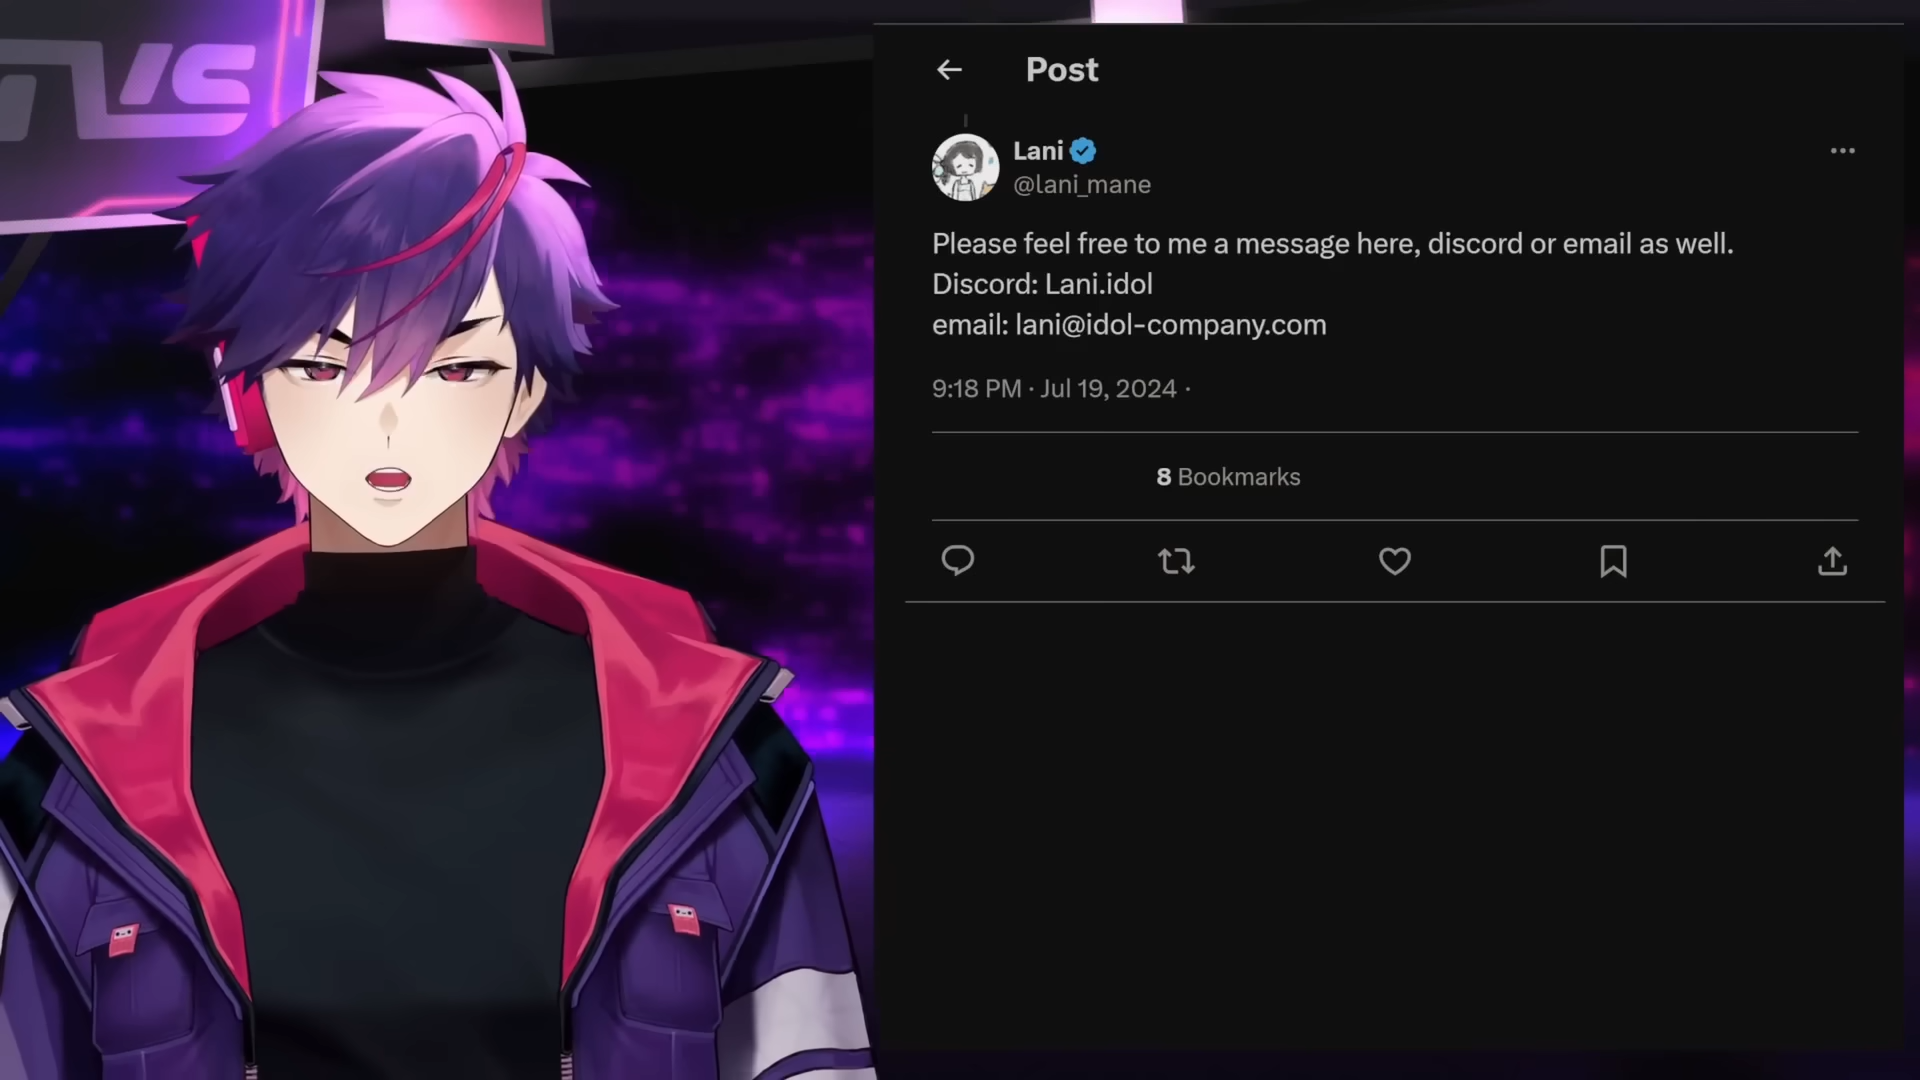 Post
Lani
@lani_mane
Please feel free to me a message here, discord or email as well.
Discord: Lani.idol
email: lani@idol-company.com
9:18 PM · Jul 19, 2024 ·
8 Bookmarks